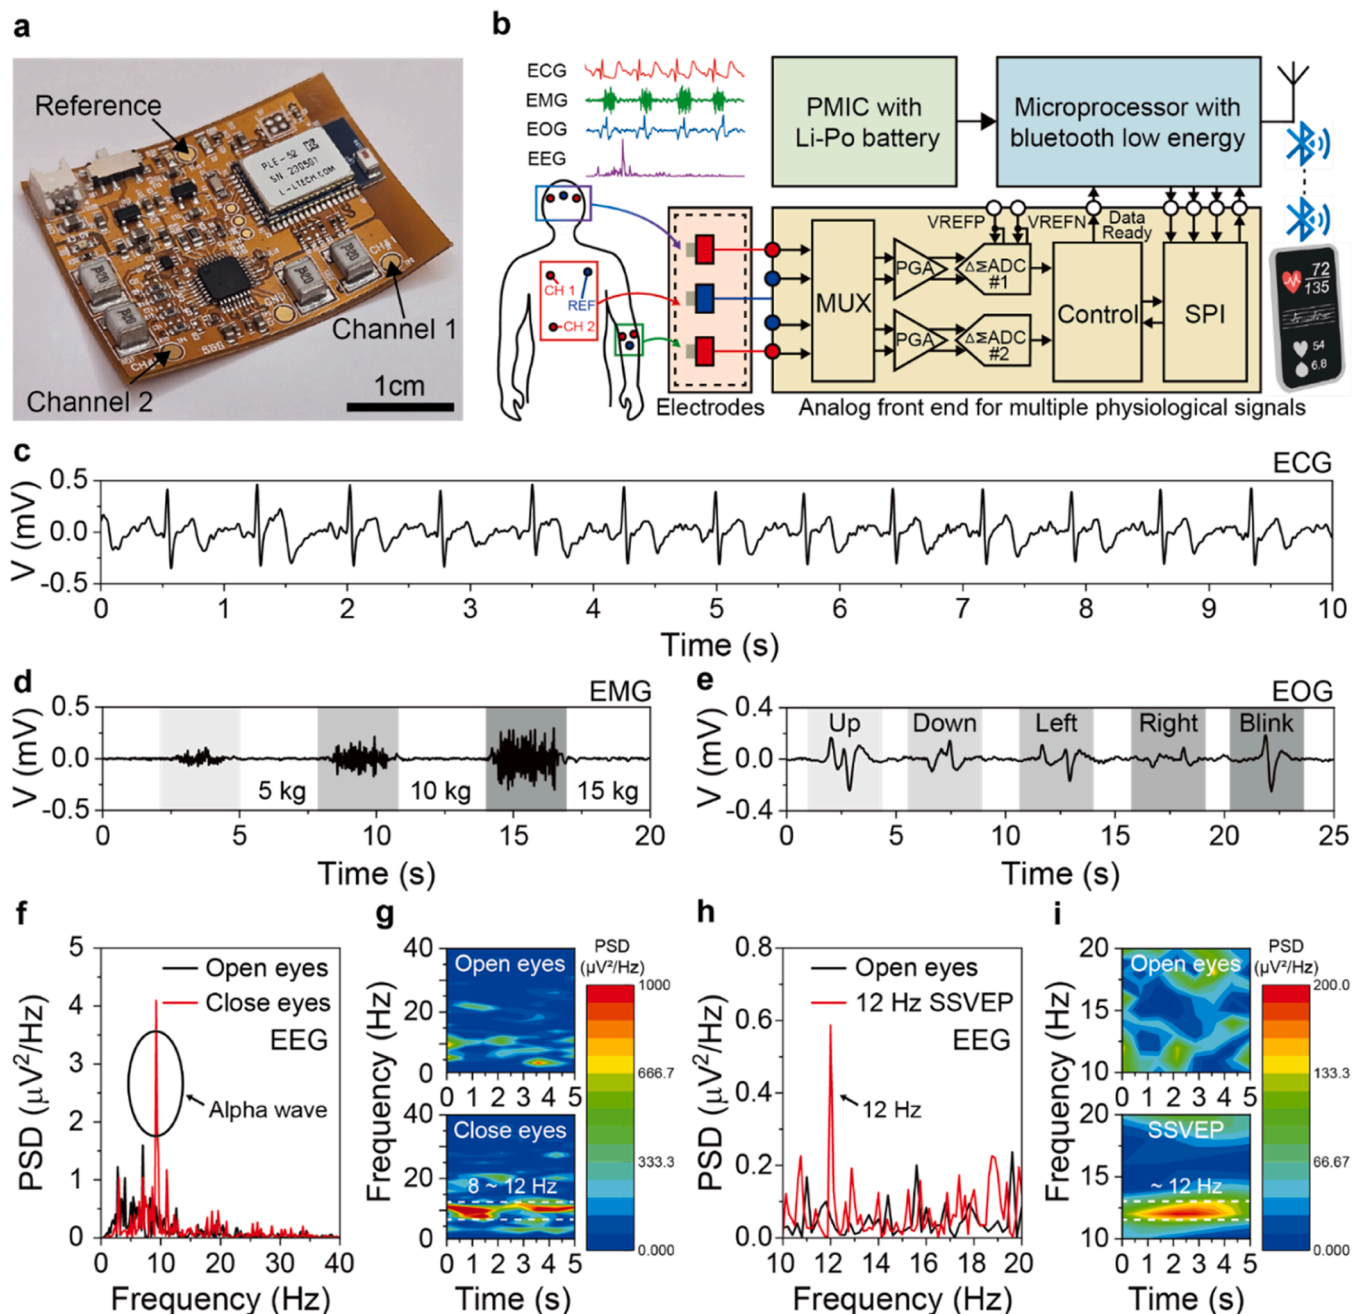 a
Reference
PLE-52
SN 230501
L-LTECH.COM
CH
GND
Channel 1
Channel 2
1cm
b
ECG
EMG
EOG
EEG
PMIC with
Li-Po battery
Microprocessor with
bluetooth low energy
CH 1
REF
CH 2
Electrodes
VREFP
VREFN
Data
Ready
MUX
PGA
ΔΣADC
#1
PGA
ΔΣADC
#2
Control
SPI
72
135
54
6,8
Analog front end for multiple physiological signals
c
ECG
V (mV)
0.5
0.0
-0.5
0 1 2 3 4 5 6 7 8 9 10
Time (s)
d
EMG
V (mV)
0.5
0.0
-0.5
5 kg 10 kg 15 kg
0 5 10 15 20
Time (s)
e
EOG
V (mV)
0.4
0.0
-0.4
Up Down Left Right Blink
0 5 10 15 20 25
Time (s)
f
PSD (μV²/Hz)
5
4
3
2
1
0
Open eyes
Close eyes
EEG
Alpha wave
0 10 20 30 40
Frequency (Hz)
g
Frequency (Hz)
40
20
0
Open eyes
0 1 2 3 4 5
40
20
0
Close eyes
8 ~ 12 Hz
0 1 2 3 4 5
Time (s)
PSD
(μV²/Hz)
1000
666.7
333.3
0.000
h
PSD (μV²/Hz)
0.8
0.6
0.4
0.2
0.0
Open eyes
12 Hz SSVEP
EEG
12 Hz
10 12 14 16 18 20
Frequency (Hz)
i
Frequency (Hz)
20
15
10
Open eyes
0 1 2 3 4 5
20
15
10
SSVEP
~ 12 Hz
0 1 2 3 4 5
Time (s)
PSD
(μV²/Hz)
200.0
133.3
66.67
0.000